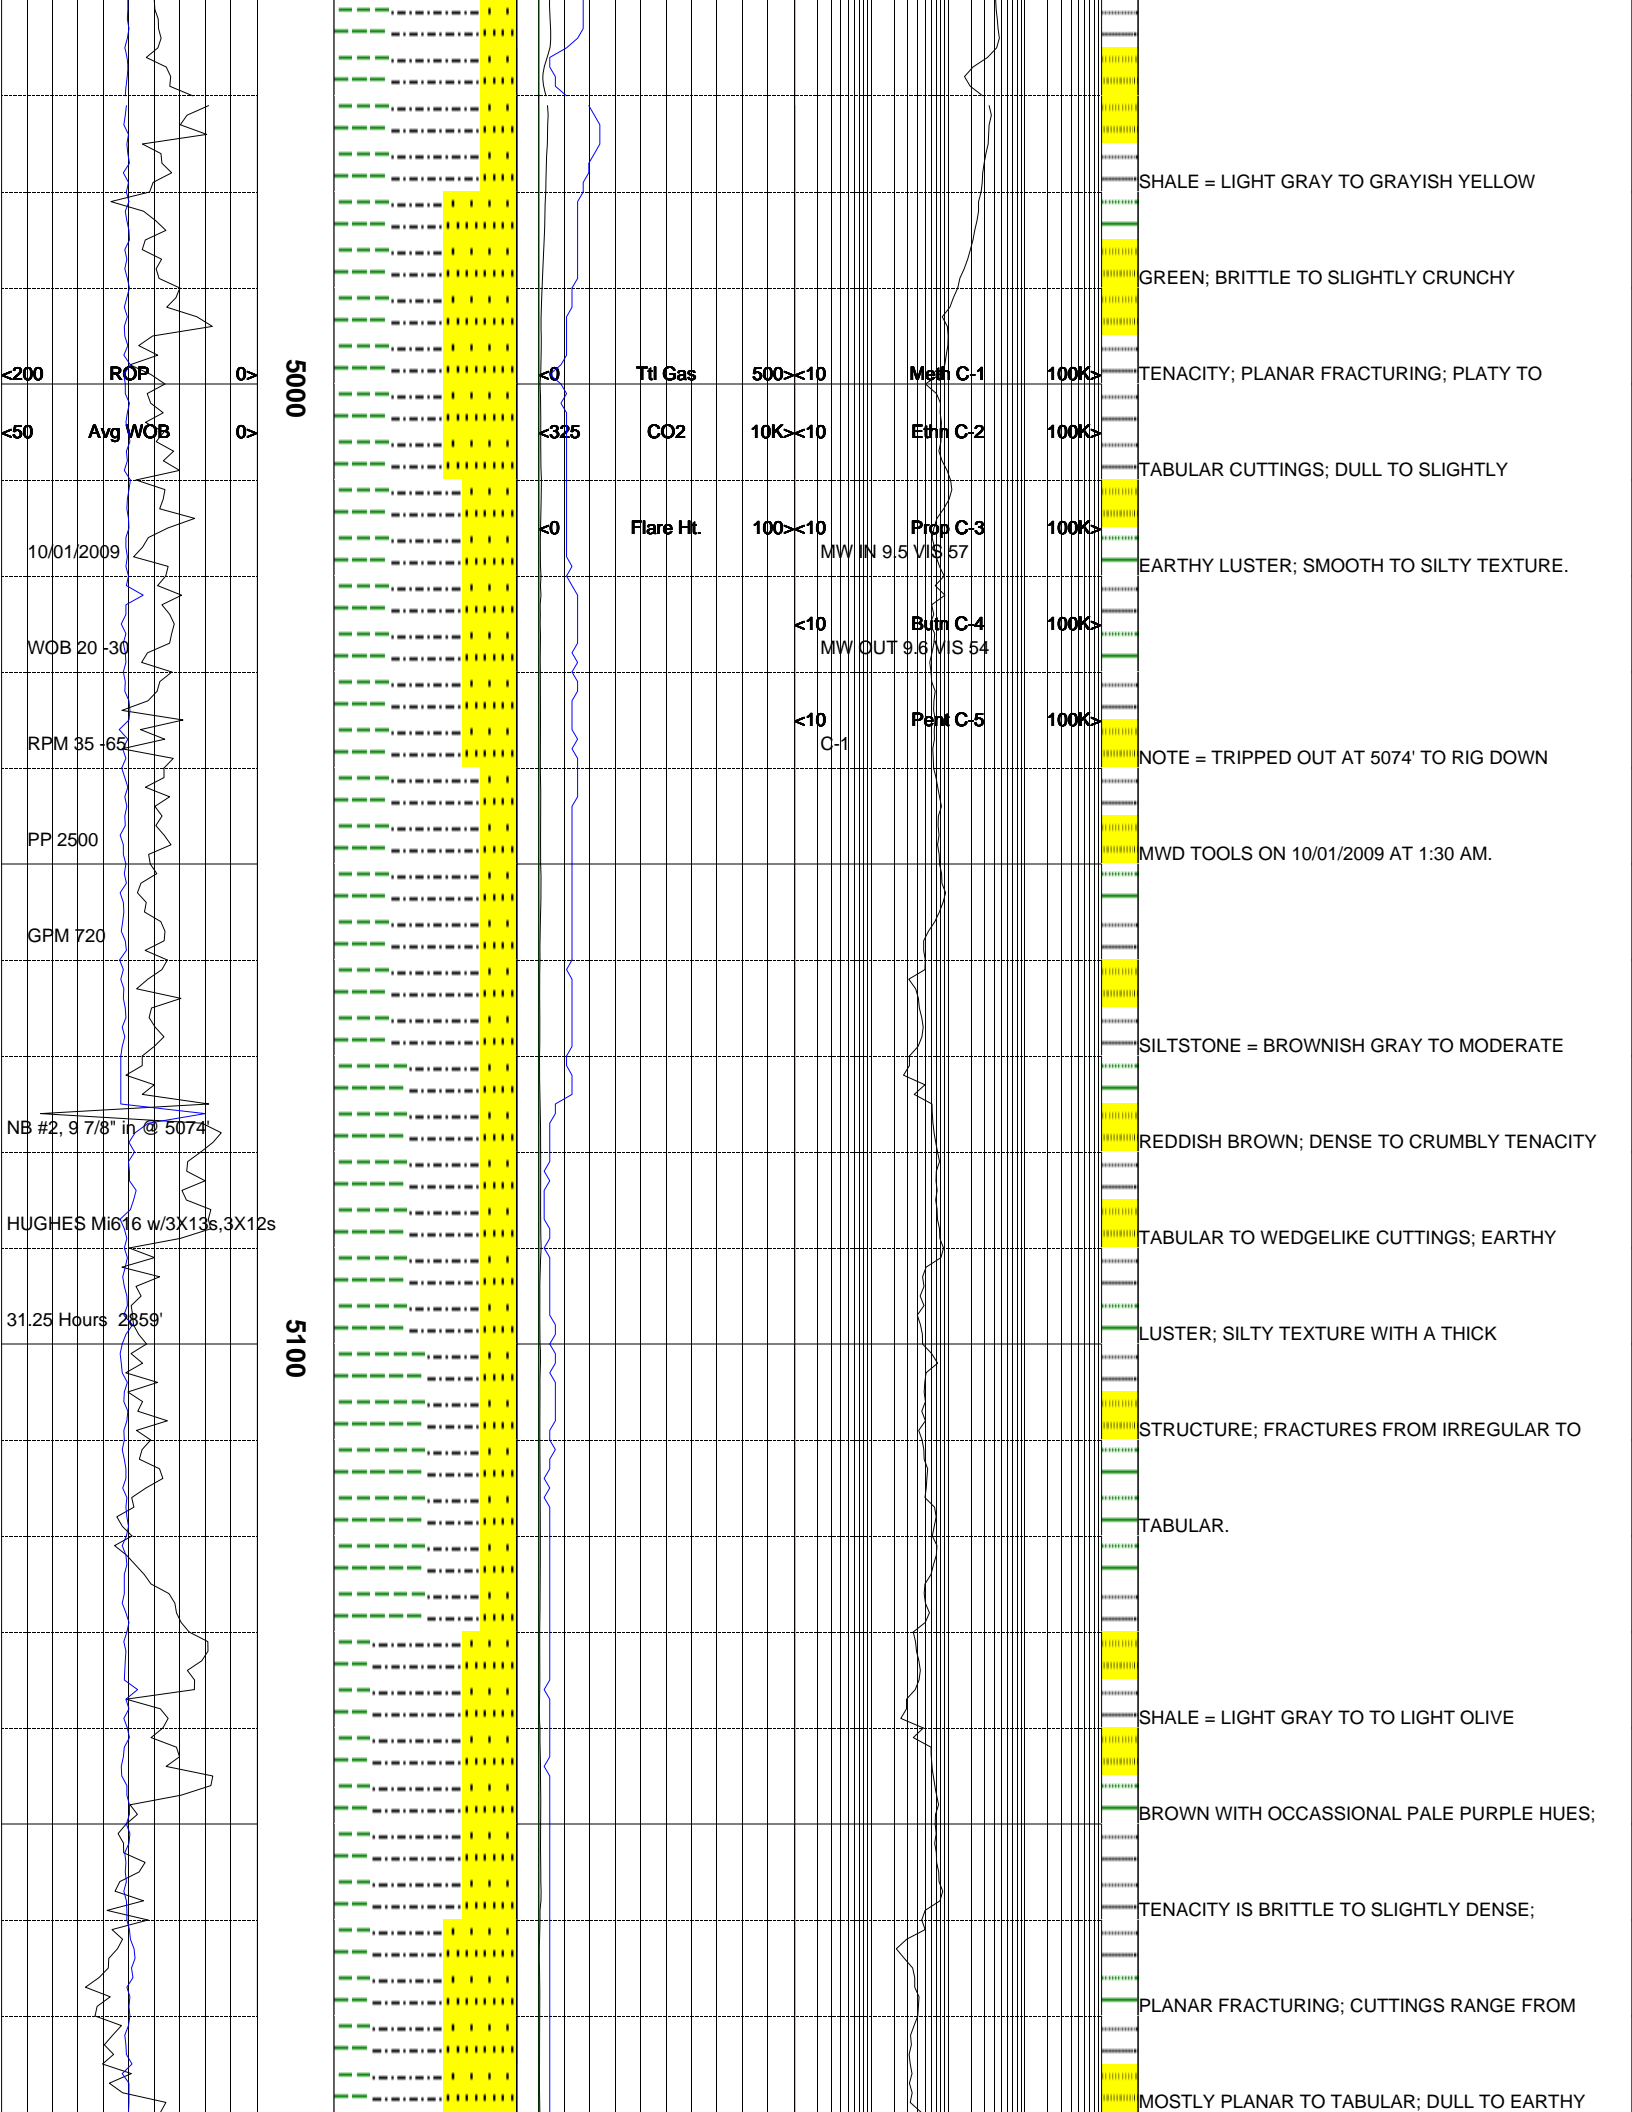 SHALE = LIGHT GRAY TO GRAYISH YELLOW
GREEN; BRITTLE TO SLIGHTLY CRUNCHY
<200 ROP 0>
5000
<0 Ttl Gas 500>
<10 Meth C-1 100K>
TENACITY; PLANAR FRACTURING; PLATY TO
<50 Avg WOB 0>
<325 CO2 10K>
<10 Ethn C-2 100K>
TABULAR CUTTINGS; DULL TO SLIGHTLY
<0 Flare Ht. 100>
<10 Prop C-3 100K>
10/01/2009
MW IN 9.5 VIS 57
EARTHY LUSTER; SMOOTH TO SILTY TEXTURE.
<10 Butn C-4 100K>
WOB 20 -30
MW OUT 9.6 VIS 54
<10 Pent C-5 100K>
RPM 35 -65
C-1
NOTE = TRIPPED OUT AT 5074' TO RIG DOWN
PP 2500
MWD TOOLS ON 10/01/2009 AT 1:30 AM.
GPM 720
SILTSTONE = BROWNISH GRAY TO MODERATE
NB #2, 9 7/8" in @ 5074'
REDDISH BROWN; DENSE TO CRUMBLY TENACITY
HUGHES Mi616 w/3X13s,3X12s
TABULAR TO WEDGELIKE CUTTINGS; EARTHY
31.25 Hours 2859'
5100
LUSTER; SILTY TEXTURE WITH A THICK
STRUCTURE; FRACTURES FROM IRREGULAR TO
TABULAR.
SHALE = LIGHT GRAY TO TO LIGHT OLIVE
BROWN WITH OCCASSIONAL PALE PURPLE HUES;
TENACITY IS BRITTLE TO SLIGHTLY DENSE;
PLANAR FRACTURING; CUTTINGS RANGE FROM
MOSTLY PLANAR TO TABULAR; DULL TO EARTHY